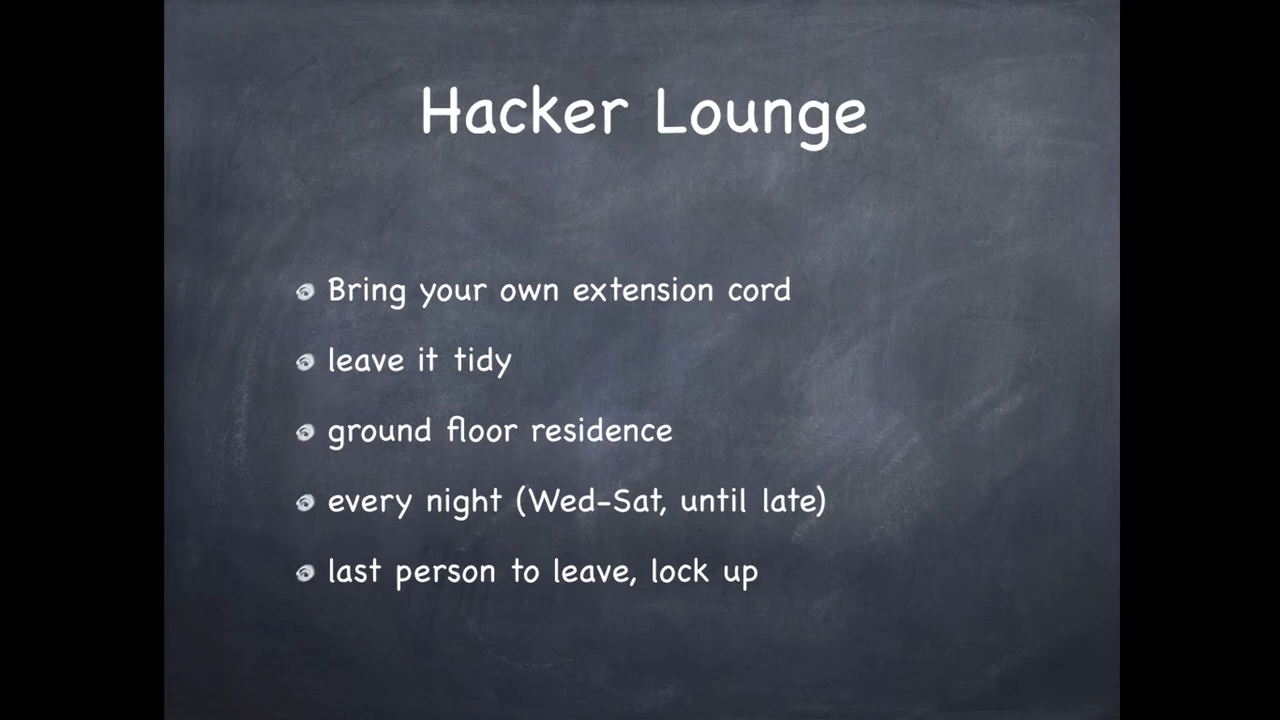 Hacker Lounge
Bring your own extension cord
leave it tidy
ground floor residence
every night (Wed-Sat, until late)
last person to leave, lock up